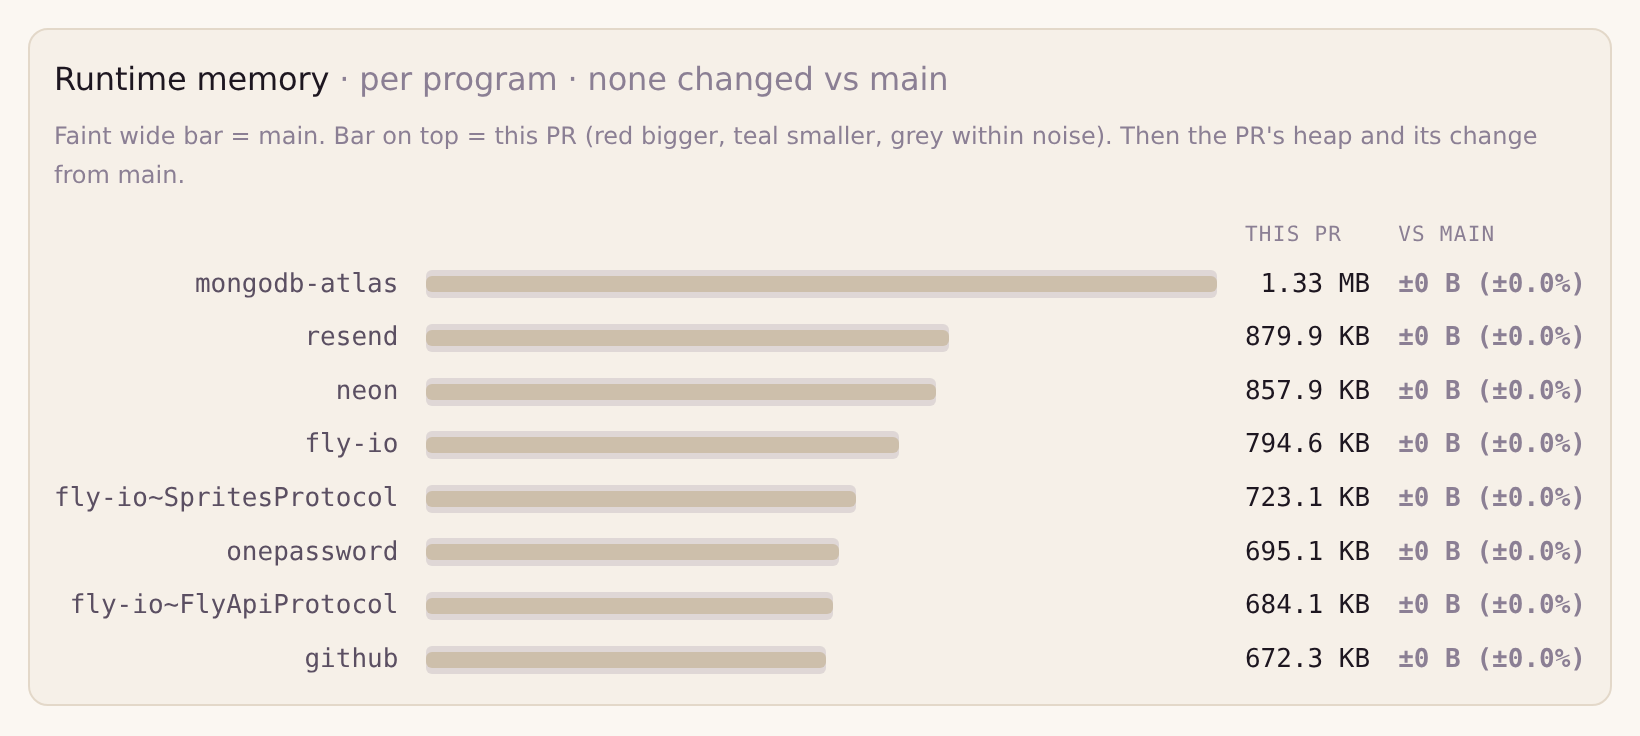 Runtime memory · per program · none changed vs main
Faint wide bar = main. Bar on top = this PR (red bigger, teal smaller, grey within noise). Then the PR's heap and its change
from main.
THIS PR VS MAIN
mongodb-atlas 1.33 MB ±0 B (±0.0%)
resend 879.9 KB ±0 B (±0.0%)
neon 857.9 KB ±0 B (±0.0%)
fly-io 794.6 KB ±0 B (±0.0%)
fly-io~SpritesProtocol 723.1 KB ±0 B (±0.0%)
onepassword 695.1 KB ±0 B (±0.0%)
fly-io~FlyApiProtocol 684.1 KB ±0 B (±0.0%)
github 672.3 KB ±0 B (±0.0%)